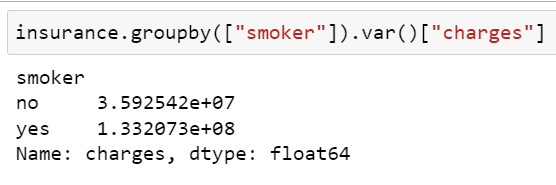 insurance.groupby(["smoker"]).var()["charges"]
smoker
no     3.592542e+07
yes    1.332073e+08
Name: charges, dtype: float64